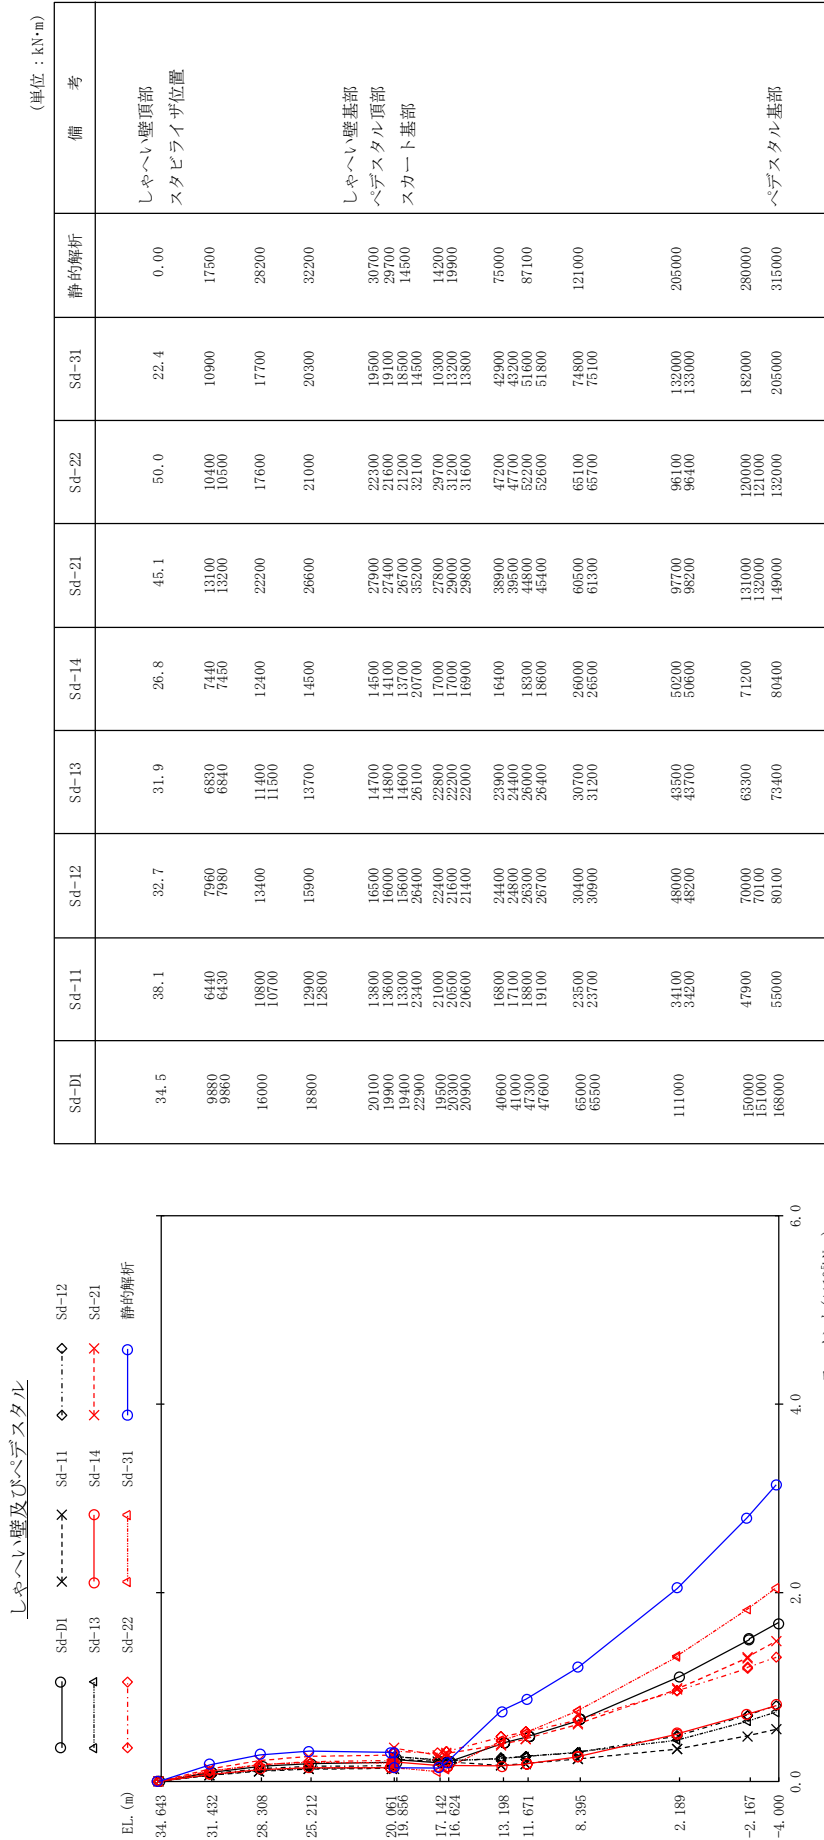 しゃへい壁及びペデスタル
Sd-D1 Sd-11 Sd-12
Sd-13 Sd-14 Sd-21
Sd-22 Sd-31 静的解析
EL. (m)
34.643
31.432
28.308
25.212
20.061
19.856
17.142
16.624
13.198
11.671
8.395
2.189
-2.167
-4.000
0.0 2.0 4.0 6.0
(単位 : kN・m)
Sd-D1 Sd-11 Sd-12 Sd-13 Sd-14 Sd-21 Sd-22 Sd-31 静的解析 備 考
34.5 38.1 32.7 31.9 26.8 45.1 50.0 22.4 0.00 しゃへい壁頂部
スタビライザ位置
9880 6440 7960 6830 7440 13100 10400 10900 17500
9860 6430 7980 6840 7450 13200 10500
16000 10800 13400 11400 12400 22200 17600 17700 28200
10700 11500
18800 12900 15900 13700 14500 26600 21000 20300 32200
12800
20100 13800 16500 14700 14500 27900 22300 19500 30700 しゃへい壁基部
19900 13600 16000 14800 14100 27400 21600 19100 29700 ペデスタル頂部
19400 13300 15600 14600 13700 26700 21200 18500 14500 スカート基部
22900 23400 26400 26100 20700 35200 32100 14500
19500 21000 22400 22800 17000 27800 29700 10300 14200
20300 20500 21600 22200 17000 29000 31200 13200 19900
20900 20600 21400 22000 16900 29800 31600 13800
40600 16800 24400 23900 16400 38900 47200 42900 75000
41000 17100 24800 24400 39500 47700 43200
47300 18800 26300 26000 18300 44800 52200 51600 87100
47600 19100 26700 26400 18600 45400 52600 51800
65000 23500 30400 30700 26000 60500 65100 74800 121000
65500 23700 30900 31200 26500 61300 65700 75100
111000 34100 48000 43500 50200 97700 96100 132000 205000
34200 48200 43700 50600 98200 96400 133000
150000 47900 70000 63300 71200 131000 120000 182000 280000
151000 70100 132000 121000
168000 55000 80100 73400 80400 149000 132000 205000 315000 ペデスタル基部